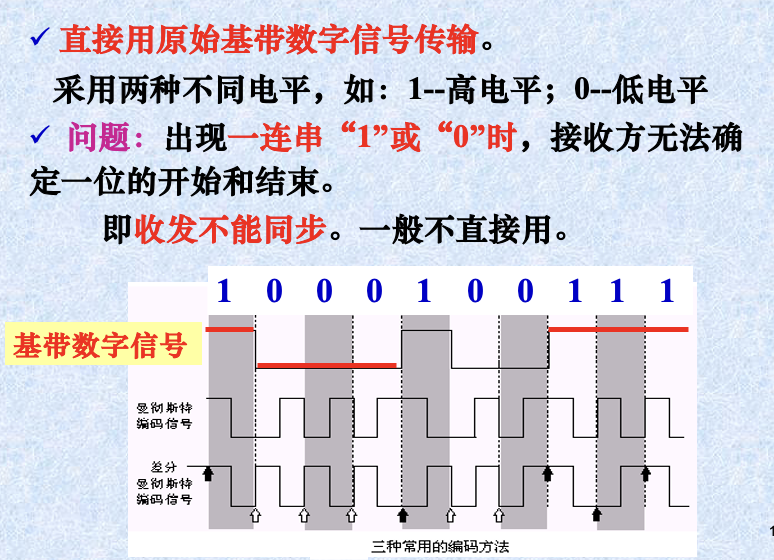 ✓ 直接用原始基带数字信号传输。
采用两种不同电平，如：1--高电平；0--低电平
✓ 问题：出现一连串“1”或“0”时，接收方无法确
定一位的开始和结束。
即收发不能同步。一般不直接用。
1 0 0 0 1 0 0 1 1 1
基带数字信号
曼彻斯特
编码信号
差分
曼彻斯特
编码信号
三种常用的编码方法
1